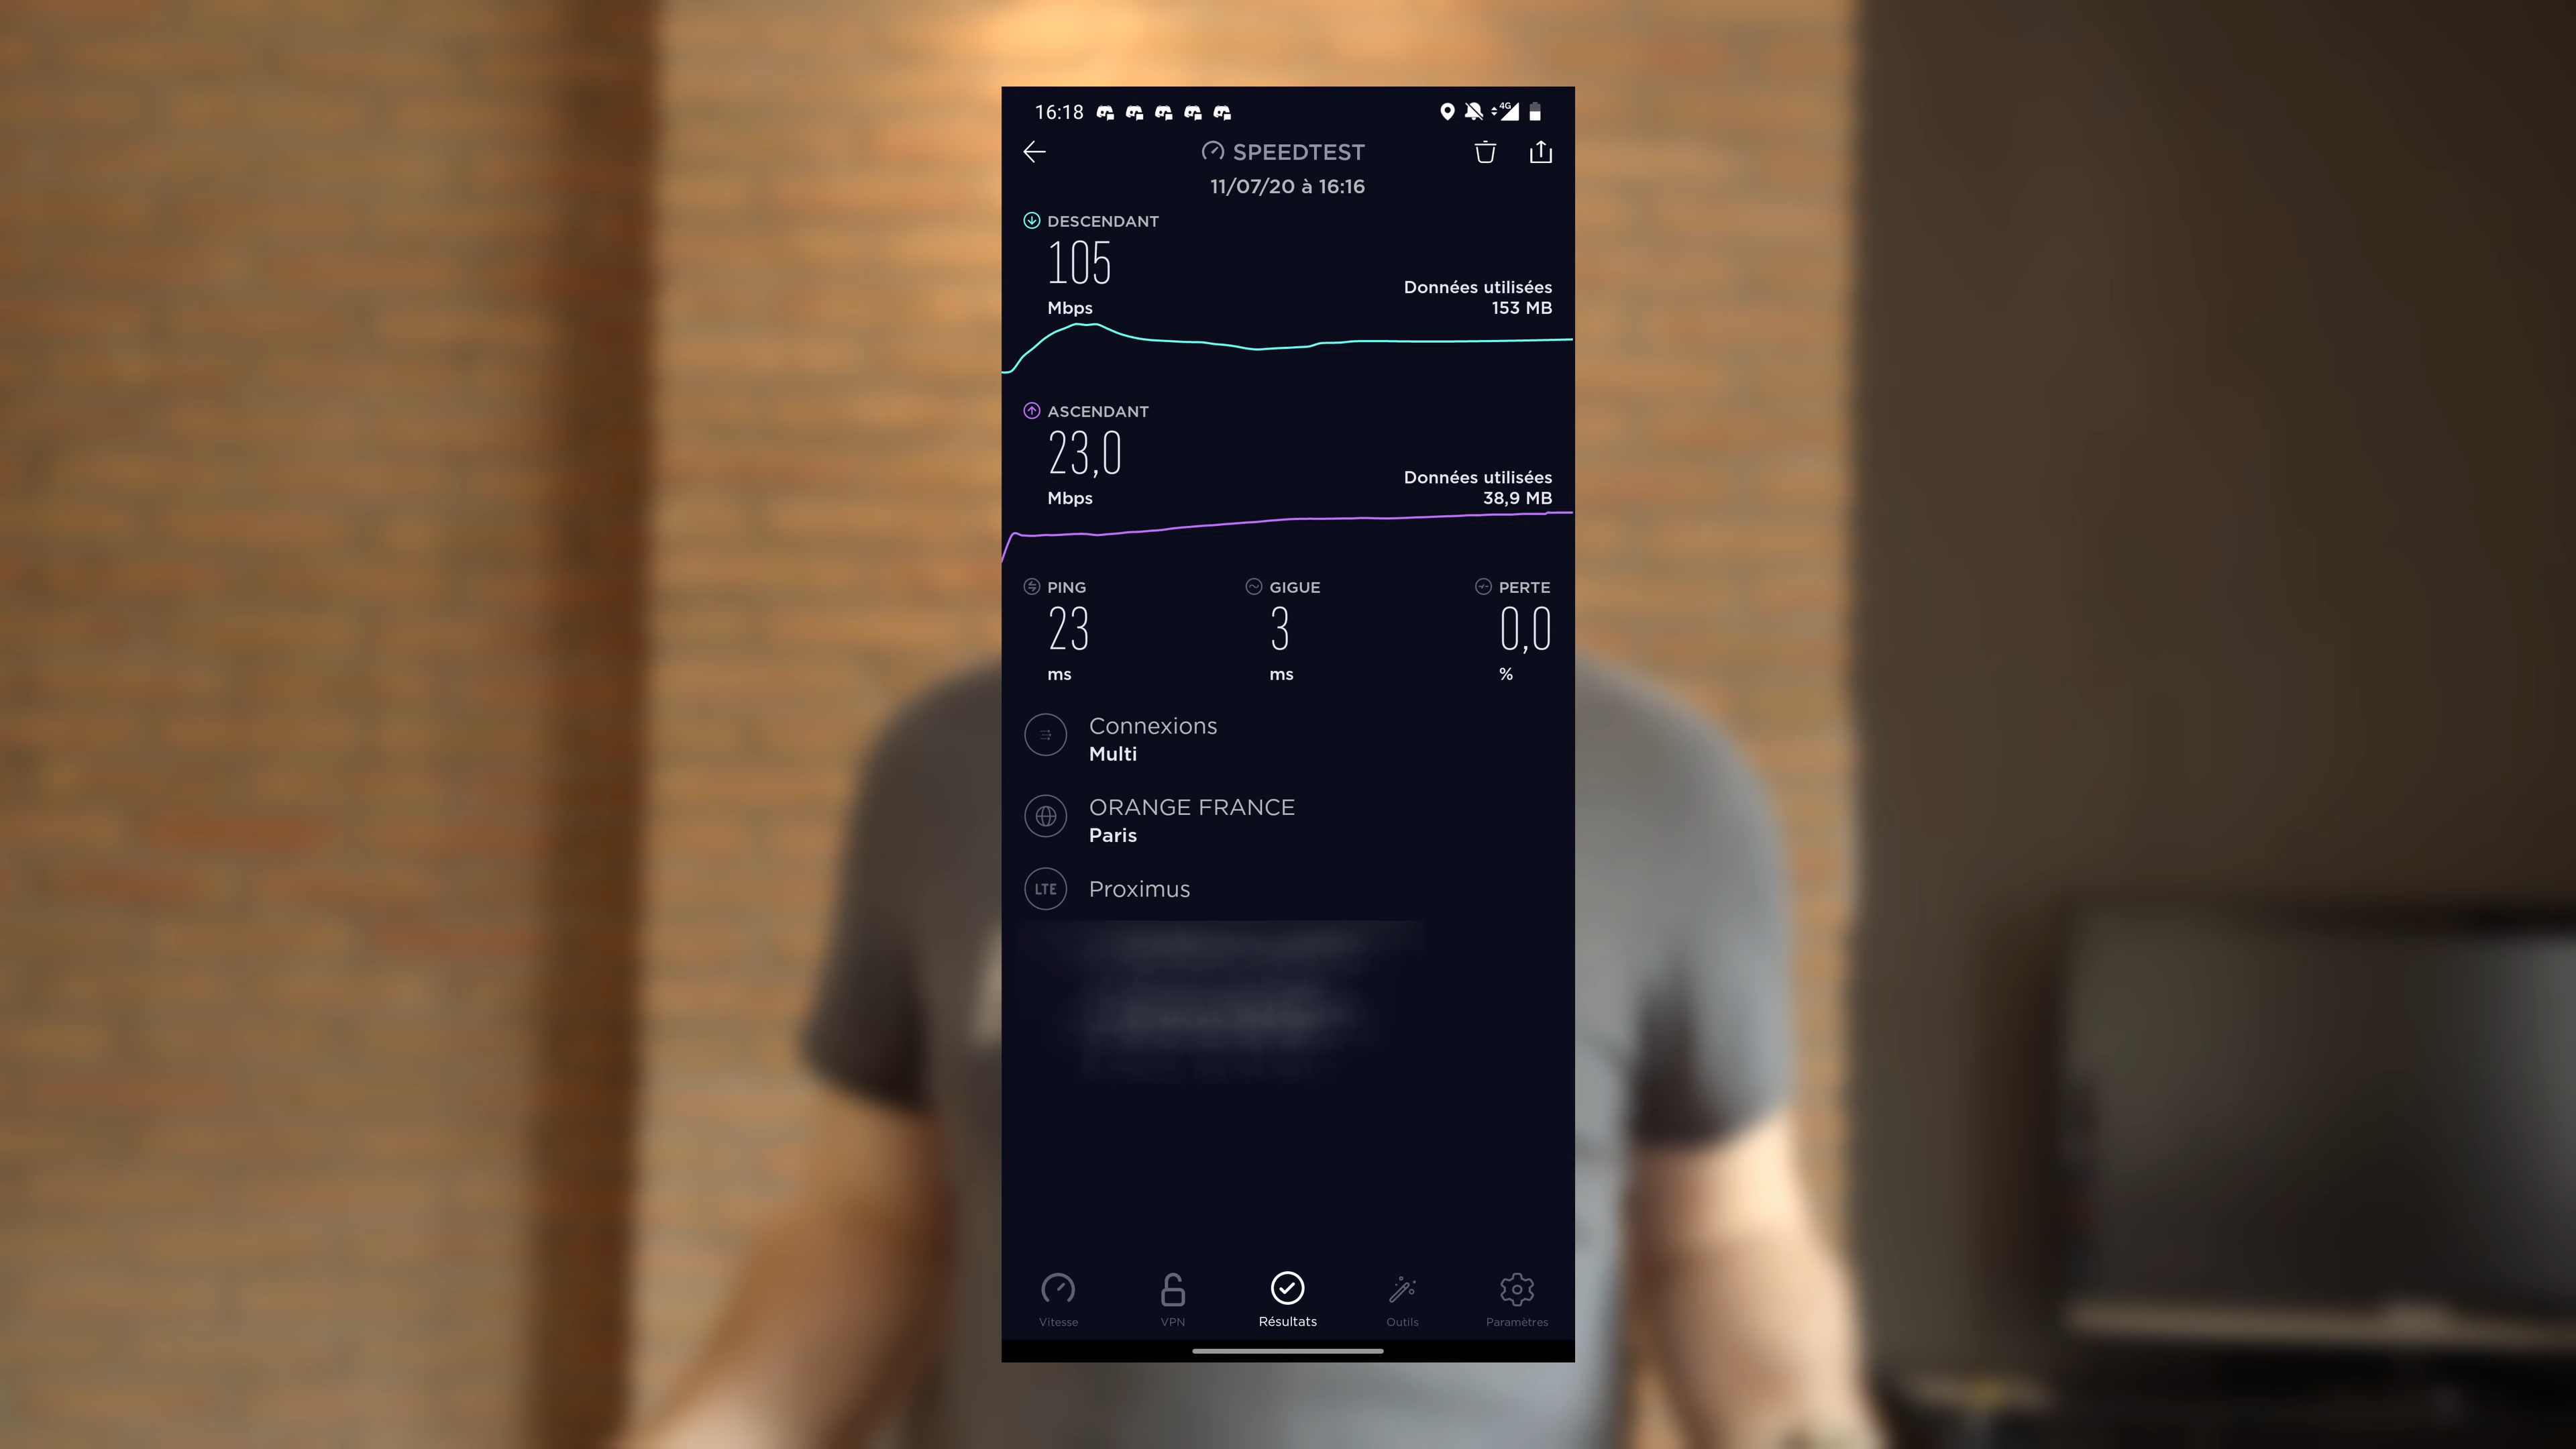 16:18
4G
SPEEDTEST
11/07/20 à 16:16
DESCENDANT
105
Mbps
Données utilisées
153 MB
ASCENDANT
23,0
Mbps
Données utilisées
38,9 MB
PING
23
ms
GIGUE
3
ms
PERTE
0,0
%
Connexions
Multi
ORANGE FRANCE
Paris
LTE
Proximus
Vitesse
VPN
Résultats
Outils
Paramètres